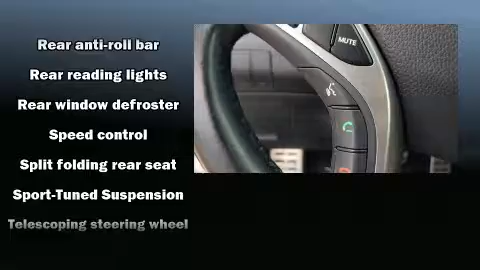 Rear anti-roll bar
Rear reading lights
Rear window defroster
Speed control
Split folding rear seat
Sport-Tuned Suspension
Telescoping steering wheel
MUTE